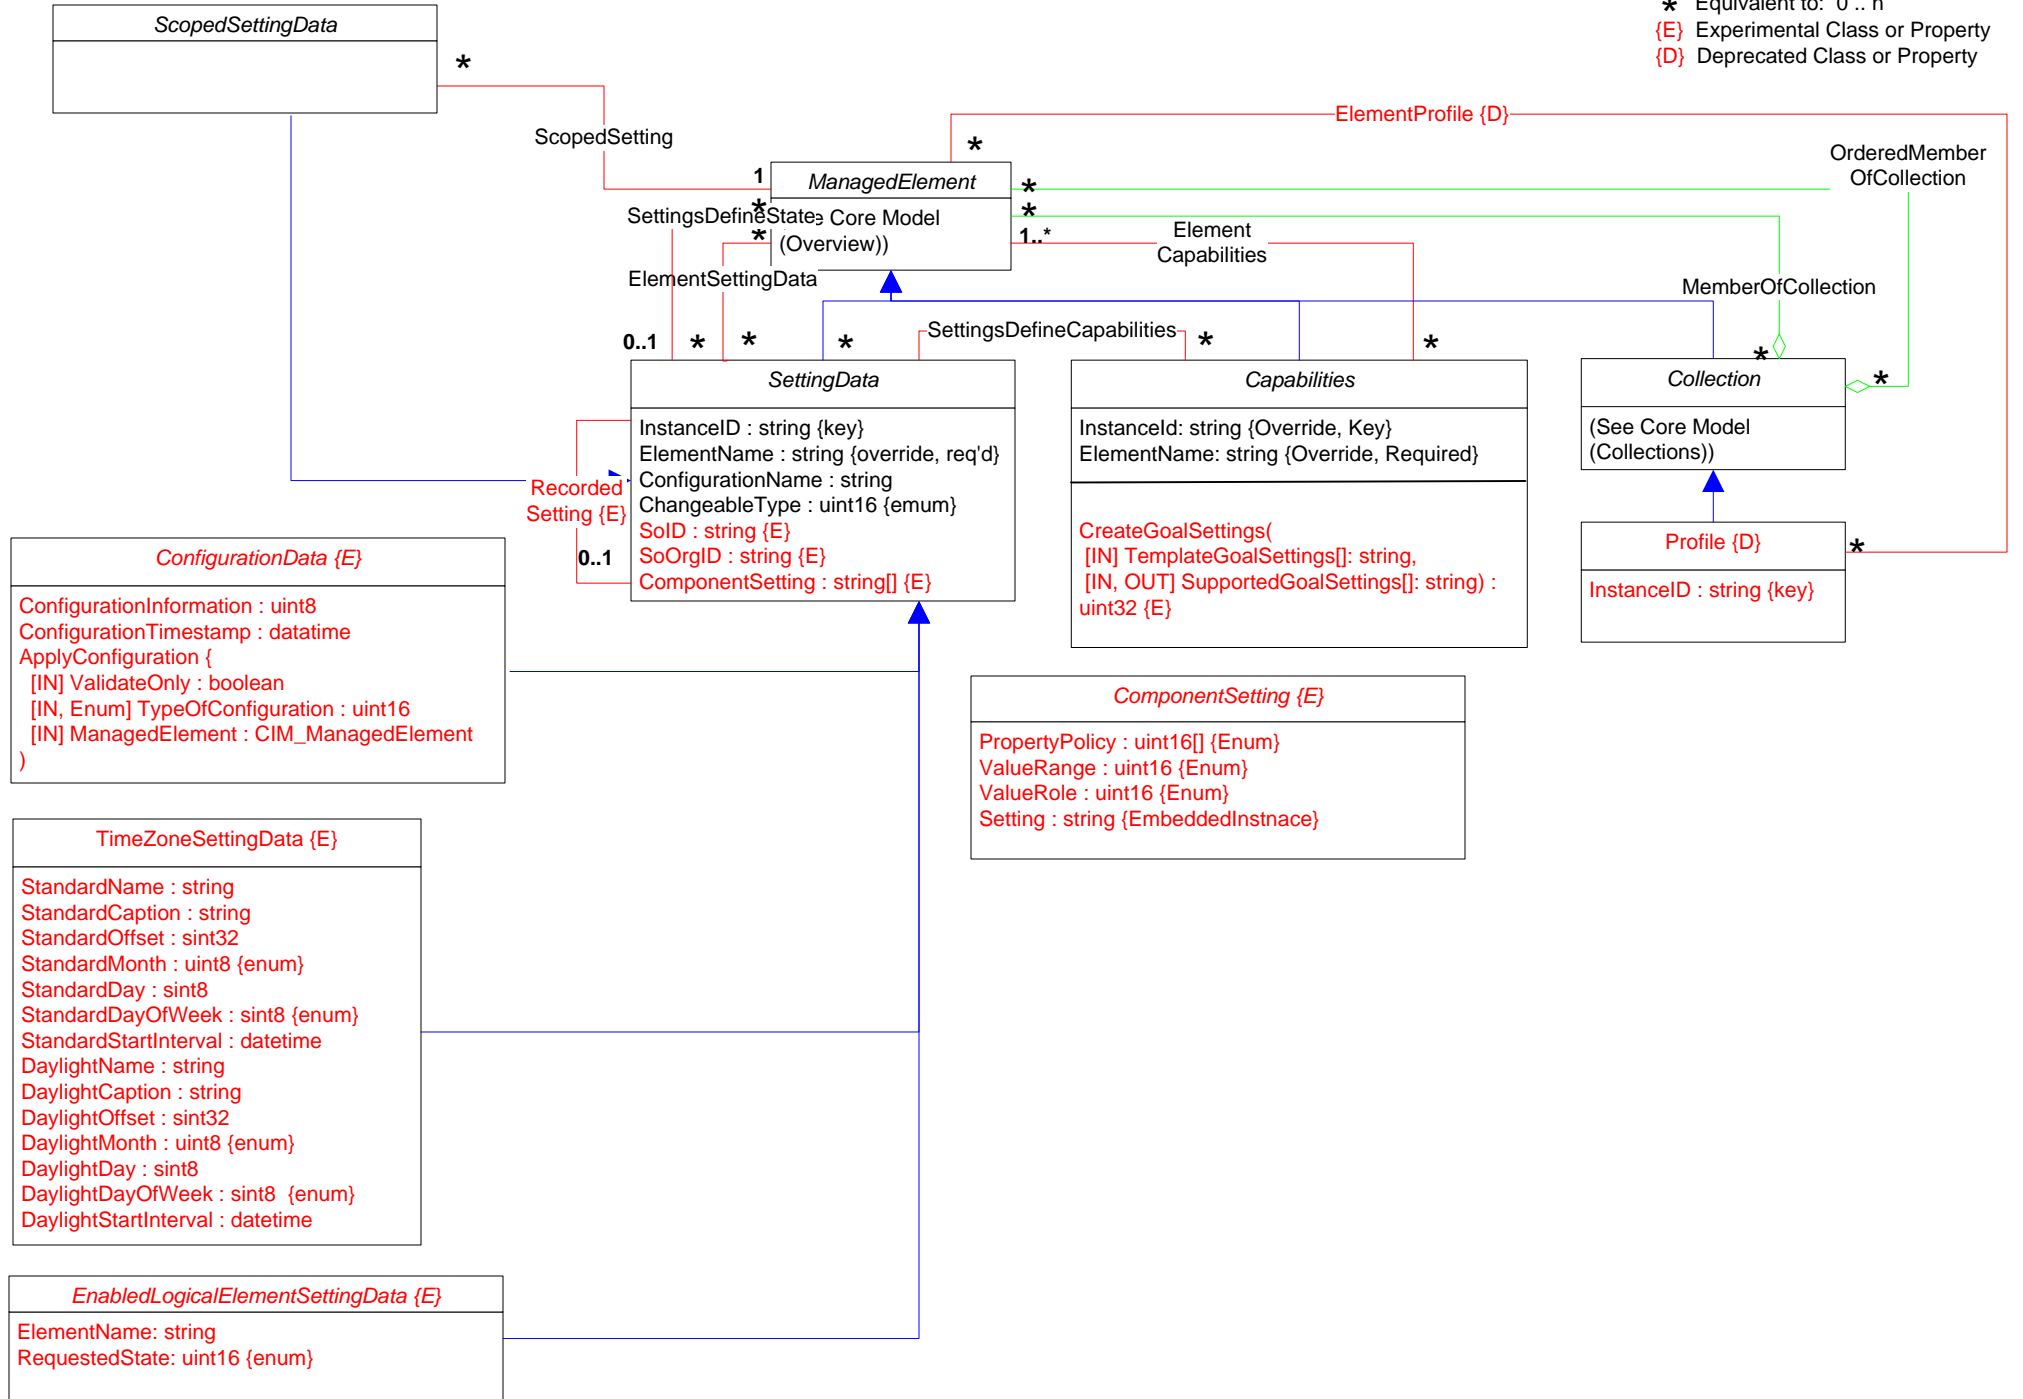 ScopedSettingData
*
* Equivalent to: 0 .. n
{E} Experimental Class or Property
{D} Deprecated Class or Property
ScopedSetting
ElementProfile {D}
*
OrderedMember
OfCollection
1
ManagedElement
*
*
SettingsDefineState
e Core Model
(Overview))
*
*
1..*
Element
Capabilities
ElementSettingData
MemberOfCollection
0..1
*
*
*
SettingsDefineCapabilities
*
*
*
*
SettingData
InstanceID : string {key}
ElementName : string {override, req'd}
ConfigurationName : string
ChangeableType : uint16 {emum}
SoID : string {E}
SoOrgID : string {E}
ComponentSetting : string[] {E}
Recorded
Setting {E}
0..1
Capabilities
InstanceId: string {Override, Key}
ElementName: string {Override, Required}
CreateGoalSettings(
[IN] TemplateGoalSettings[]: string,
[IN, OUT] SupportedGoalSettings[]: string) :
uint32 {E}
Collection
(See Core Model
(Collections))
Profile {D}
*
InstanceID : string {key}
ConfigurationData {E}
ConfigurationInformation : uint8
ConfigurationTimestamp : datatime
ApplyConfiguration {
[IN] ValidateOnly : boolean
[IN, Enum] TypeOfConfiguration : uint16
[IN] ManagedElement : CIM_ManagedElement
)
ComponentSetting {E}
PropertyPolicy : uint16[] {Enum}
ValueRange : uint16 {Enum}
ValueRole : uint16 {Enum}
Setting : string {EmbeddedInstnace}
TimeZoneSettingData {E}
StandardName : string
StandardCaption : string
StandardOffset : sint32
StandardMonth : uint8 {enum}
StandardDay : sint8
StandardDayOfWeek : sint8 {enum}
StandardStartInterval : datetime
DaylightName : string
DaylightCaption : string
DaylightOffset : sint32
DaylightMonth : uint8 {enum}
DaylightDay : sint8
DaylightDayOfWeek : sint8 {enum}
DaylightStartInterval : datetime
EnabledLogicalElementSettingData {E}
ElementName: string
RequestedState: uint16 {enum}